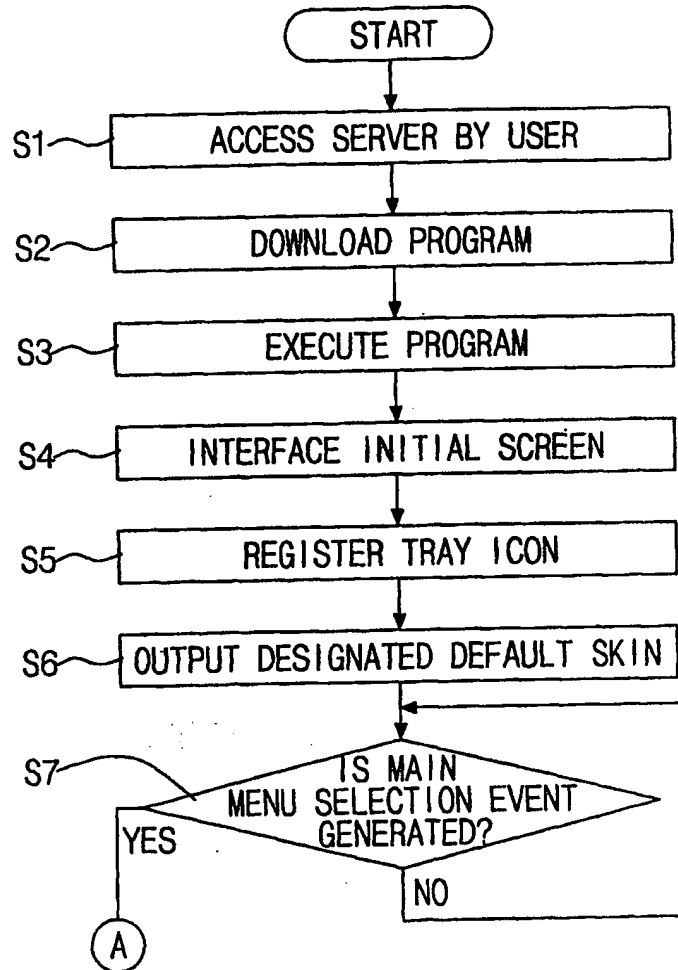 START
S1 ACCESS SERVER BY USER
S2 DOWNLOAD PROGRAM
S3 EXECUTE PROGRAM
S4 INTERFACE INITIAL SCREEN
S5 REGISTER TRAY ICON
S6 OUTPUT DESIGNATED DEFAULT SKIN
S7
IS MAIN
MENU SELECTION EVENT
GENERATED?
YES
NO
A